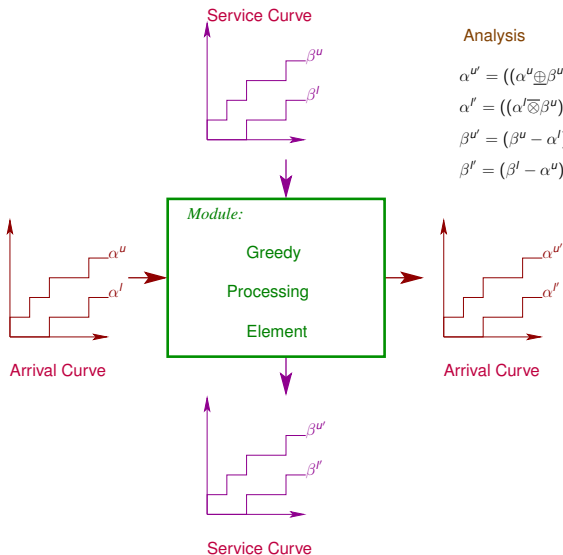 Service Curve
β^u
β^l
Analysis
α^{u'} = ((α^u ⊕ β^u
α^{l'} = ((α^l ⊗̅ β^u)
β^{u'} = (β^u − α^l)
β^{l'} = (β^l − α^u)
Module:
Greedy
Processing
Element
α^u
α^l
Arrival Curve
α^{u'}
α^{l'}
Arrival Curve
β^{u'}
β^{l'}
Service Curve